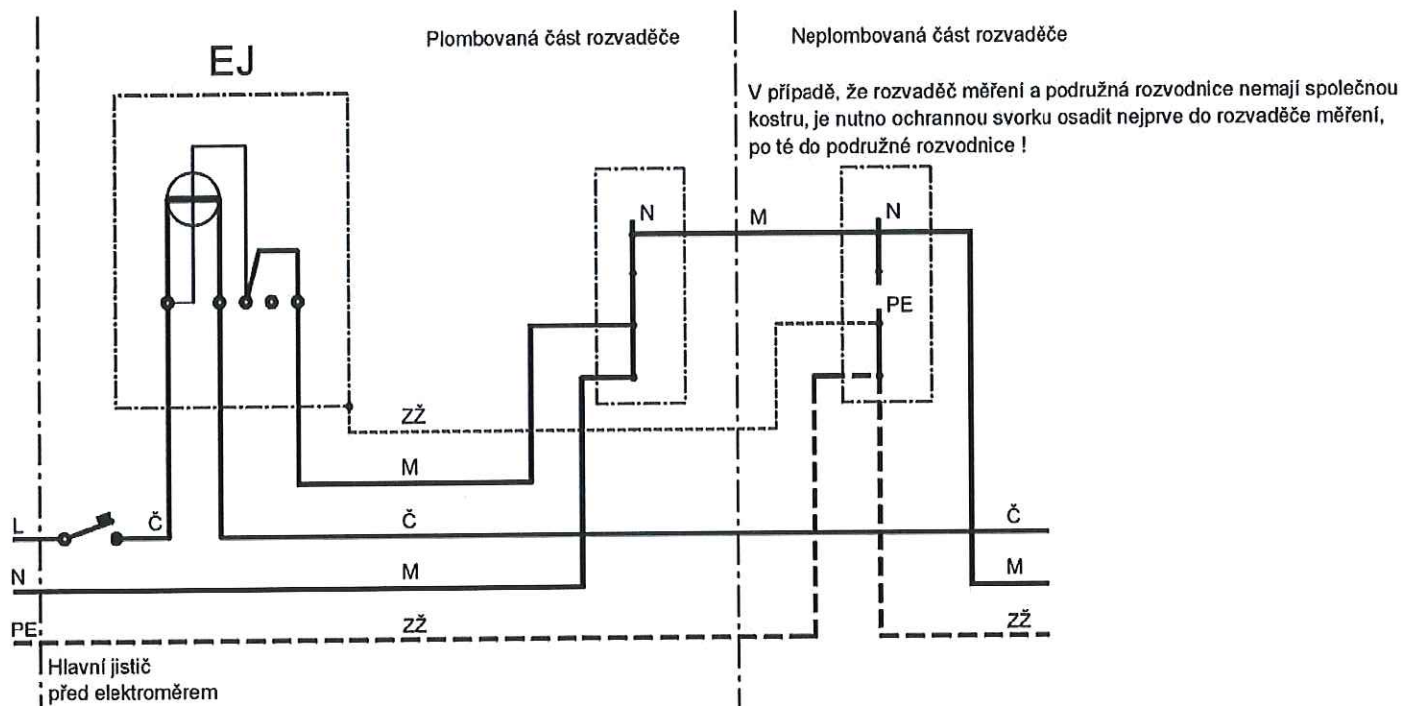 Plombovaná část rozvaděče
Neplombovaná část rozvaděče
EJ
V případě, že rozvaděč měření a podružná rozvodnice nemají společnou
kostru, je nutno ochrannou svorku osadit nejprve do rozvaděče měření,
po té do podružné rozvodnice !
N
M
N
PE
ZŽ
M
L
Č
Č
Č
N
M
M
PE
ZŽ
ZŽ
Hlavní jistič
před elektroměrem